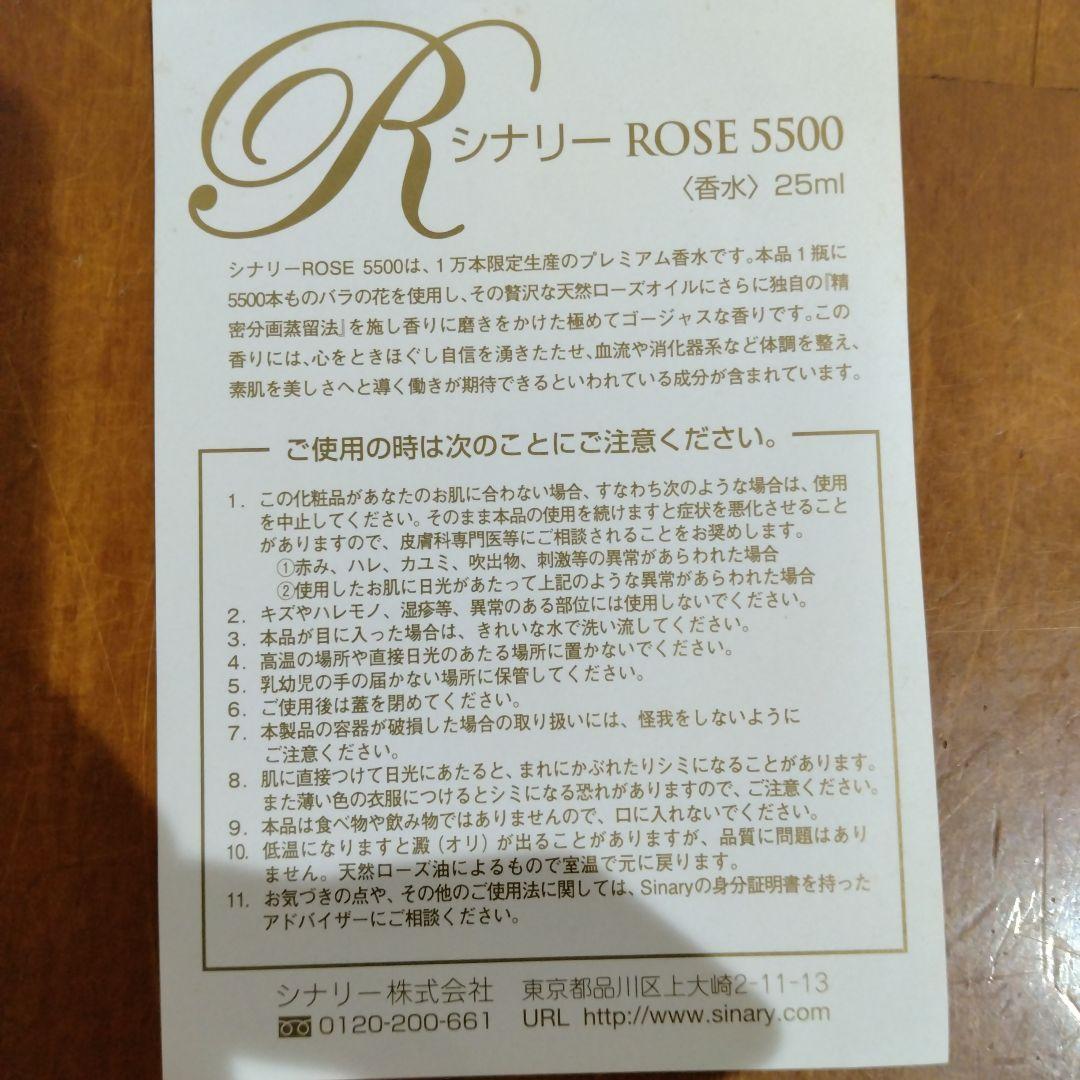 R シナリー ROSE 5500
〈香水〉25ml
シナリーROSE 5500は、1万本限定生産のプレミアム香水です。本品1瓶に
5500本ものバラの花を使用し、その贅沢な天然ローズオイルにさらに独自の『精
密分画蒸留法』を施し香りに磨きをかけた極めてゴージャスな香りです。この
香りには、心をときほぐし自信を湧きたたせ、血流や消化器系など体調を整え、
素肌を美しさへと導く働きが期待できるといわれている成分が含まれています。
ご使用の時は次のことにご注意ください。
1. この化粧品があなたのお肌に合わない場合、すなわち次のような場合は、使用
を中止してください。そのまま本品の使用を続けますと症状を悪化させること
がありますので、皮膚科専門医等にご相談されることをお奨めします。
①赤み、ハレ、カユミ、吹出物、刺激等の異常があらわれた場合
②使用したお肌に日光があたって上記のような異常があらわれた場合
2. キズやハレモノ、湿疹等、異常のある部位には使用しないでください。
3. 本品が目に入った場合は、きれいな水で洗い流してください。
4. 高温の場所や直接日光のあたる場所に置かないでください。
5. 乳幼児の手の届かない場所に保管してください。
6. ご使用後は蓋を閉めてください。
7. 本製品の容器が破損した場合の取り扱いには、怪我をしないように
ご注意ください。
8. 肌に直接つけて日光にあたると、まれにかぶれたりシミになることがあります。
また薄い色の衣服につけるとシミになる恐れがありますので、ご注意ください。
9. 本品は食べ物や飲み物ではありませんので、口に入れないでください。
10. 低温になりますと澱（オリ）が出ることがありますが、品質に問題はあり
ません。天然ローズ油によるもので室温で元に戻ります。
11. お気づきの点や、その他のご使用法に関しては、Sinaryの身分証明書を持った
アドバイザーにご相談ください。
シナリー株式会社 東京都品川区上大崎2-11-13
0120-200-661 URL http://www.sinary.com